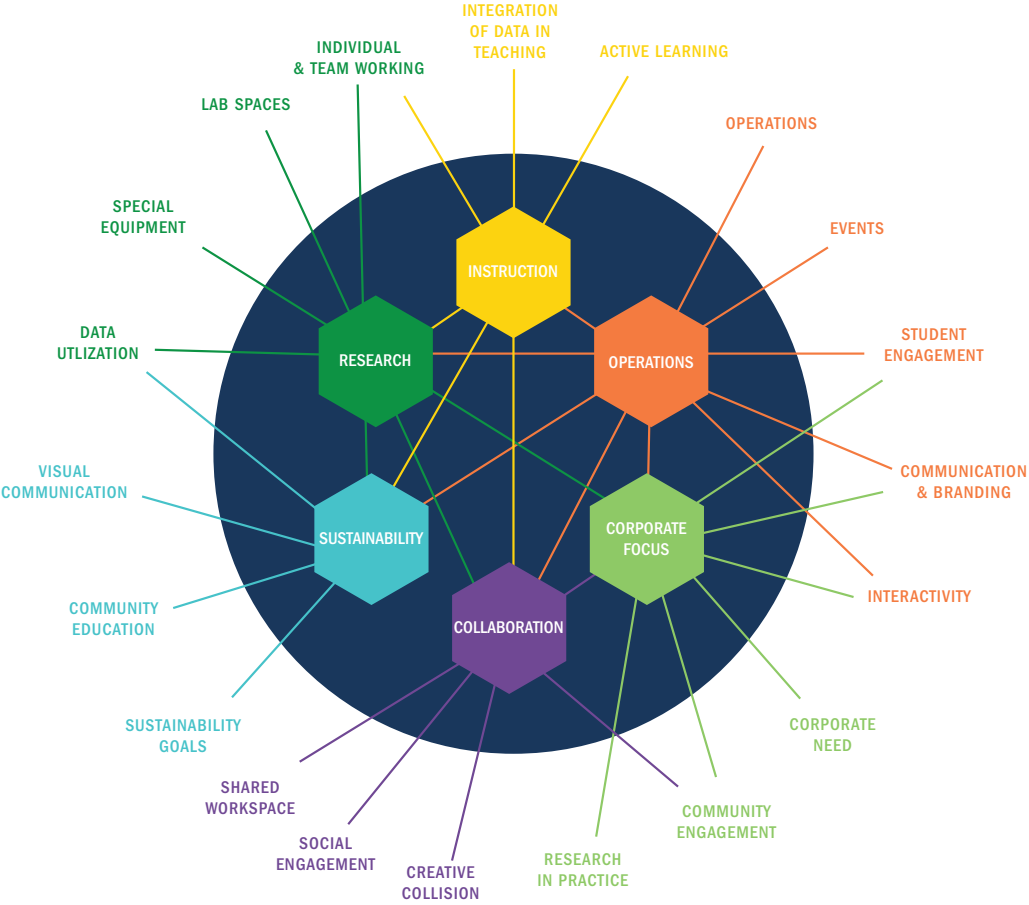 INTEGRATION
OF DATA IN
TEACHING
INDIVIDUAL
& TEAM WORKING
ACTIVE LEARNING
LAB SPACES
OPERATIONS
SPECIAL
EQUIPMENT
EVENTS
INSTRUCTION
DATA
UTLIZATION
STUDENT
ENGAGEMENT
RESEARCH
OPERATIONS
VISUAL
COMMUNICATION
COMMUNICATION
& BRANDING
SUSTAINABILITY
CORPORATE
FOCUS
COMMUNITY
EDUCATION
INTERACTIVITY
COLLABORATION
SUSTAINABILITY
GOALS
CORPORATE
NEED
SHARED
WORKSPACE
COMMUNITY
ENGAGEMENT
SOCIAL
ENGAGEMENT
CREATIVE
COLLISION
RESEARCH
IN PRACTICE